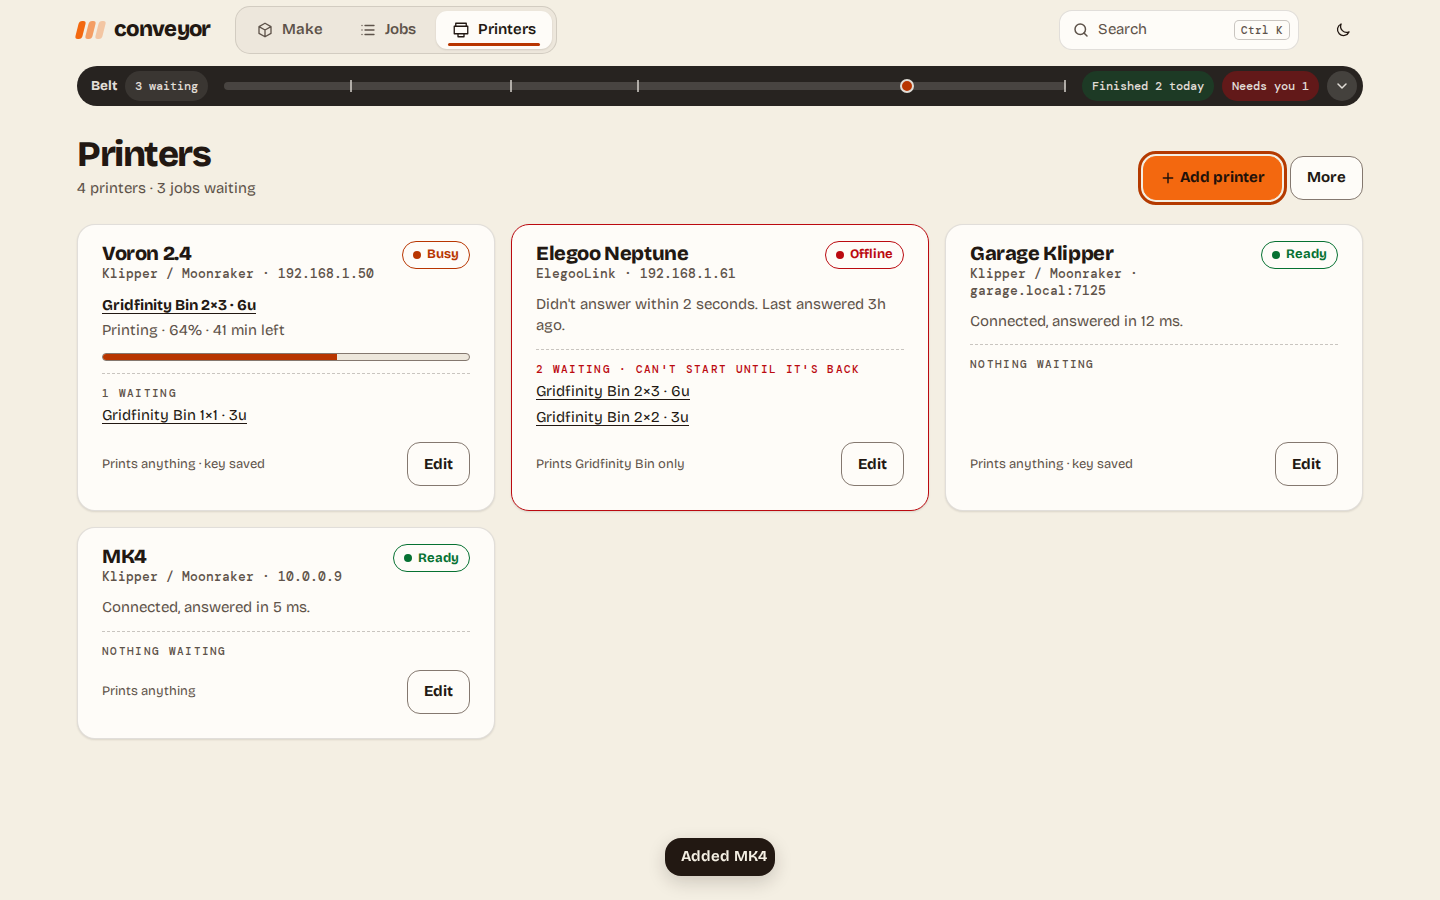 conveyor
Make
Jobs
Printers
Search
Ctrl K
Belt
3 waiting
Finished 2 today
Needs you 1
Printers
4 printers · 3 jobs waiting
+ Add printer
More
Voron 2.4
Busy
Klipper / Moonraker · 192.168.1.50
Gridfinity Bin 2×3 · 6u
Printing · 64% · 41 min left
1 WAITING
Gridfinity Bin 1×1 · 3u
Prints anything · key saved
Edit
Elegoo Neptune
Offline
ElegooLink · 192.168.1.61
Didn't answer within 2 seconds. Last answered 3h
ago.
2 WAITING · CAN'T START UNTIL IT'S BACK
Gridfinity Bin 2×3 · 6u
Gridfinity Bin 2×2 · 3u
Prints Gridfinity Bin only
Edit
Garage Klipper
Ready
Klipper / Moonraker ·
garage.local:7125
Connected, answered in 12 ms.
NOTHING WAITING
Prints anything · key saved
Edit
MK4
Ready
Klipper / Moonraker · 10.0.0.9
Connected, answered in 5 ms.
NOTHING WAITING
Prints anything
Edit
Added MK4